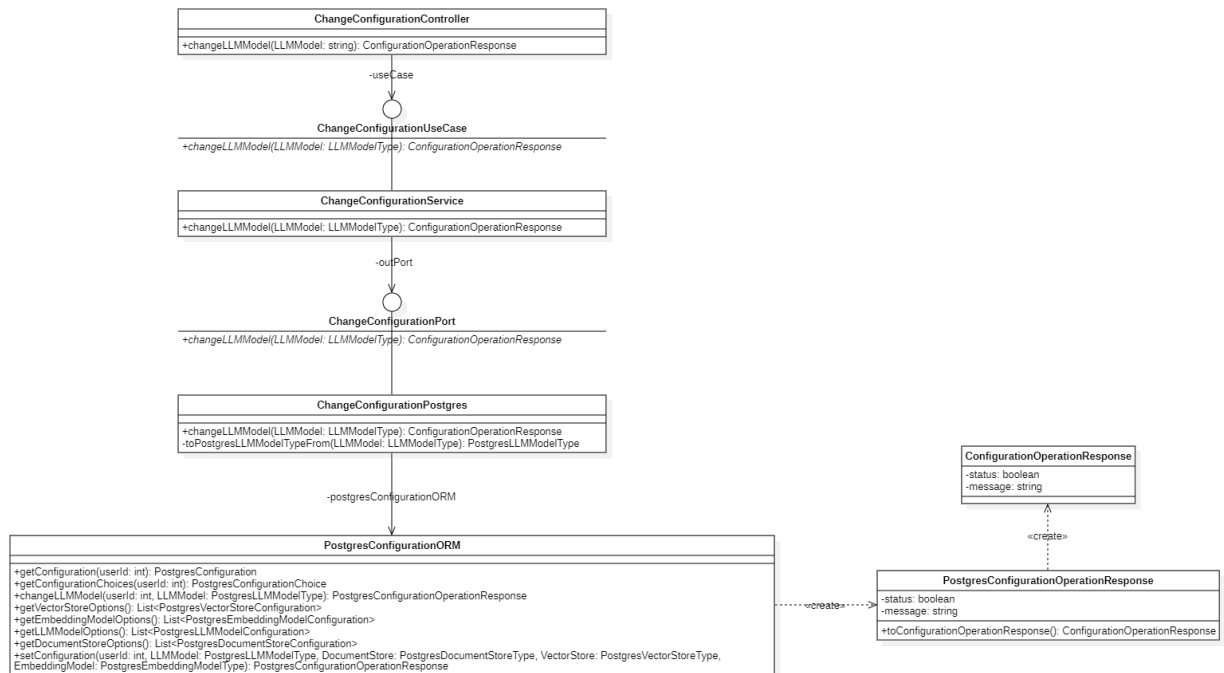 ChangeConfigurationController
+changeLLMModel(LLMModel: string): ConfigurationOperationResponse
-useCase
ChangeConfigurationUseCase
+changeLLMModel(LLMModel: LLMModelType): ConfigurationOperationResponse
ChangeConfigurationService
+changeLLMModel(LLMModel: LLMModelType): ConfigurationOperationResponse
-outPort
ChangeConfigurationPort
+changeLLMModel(LLMModel: LLMModelType): ConfigurationOperationResponse
ChangeConfigurationPostgres
+changeLLMModel(LLMModel: LLMModelType): ConfigurationOperationResponse
-toPostgresLLMModelTypeFrom(LLMModel: LLMModelType): PostgresLLMModelType
-postgresConfigurationORM
PostgresConfigurationORM
+getConfiguration(userId: int): PostgresConfiguration
+getConfigurationChoices(userId: int): PostgresConfigurationChoice
+changeLLMModel(userId: int, LLMModel: PostgresLLMModelType): PostgresConfigurationOperationResponse
+getVectorStoreOptions(): List<PostgresVectorStoreConfiguration>
+getEmbeddingModelOptions(): List<PostgresEmbeddingModelConfiguration>
+getLLMModelOptions(): List<PostgresLLMModelConfiguration>
+getDocumentStoreOptions(): List<PostgresDocumentStoreConfiguration>
+setConfiguration(userId: int, LLMModel: PostgresLLMModelType, DocumentStore: PostgresDocumentStoreType, VectorStore: PostgresVectorStoreType,
EmbeddingModel: PostgresEmbeddingModelType): PostgresConfigurationOperationResponse
ConfigurationOperationResponse
-status: boolean
-message: string
«create»
«create»
PostgresConfigurationOperationResponse
-status: boolean
-message: string
+toConfigurationOperationResponse(): ConfigurationOperationResponse